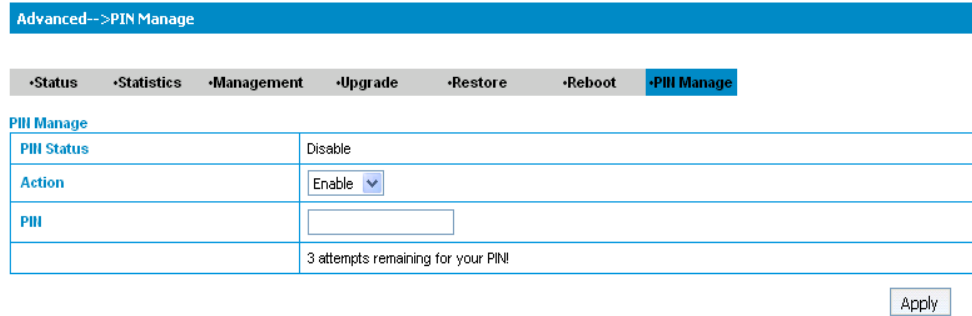 Advanced-->PIN Manage
•Status •Statistics •Management •Upgrade •Restore •Reboot •PIN Manage
PIN Manage
PIN Status Disable
Action Enable
PIN
3 attempts remaining for your PIN!
Apply